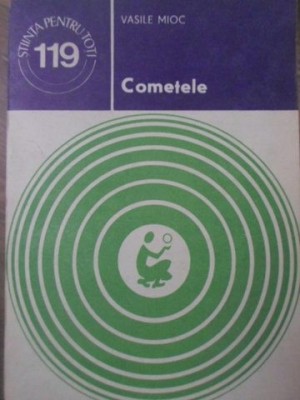 ȘTIINȚA PENTRU TOȚI
119
VASILE MIOC
Cometele